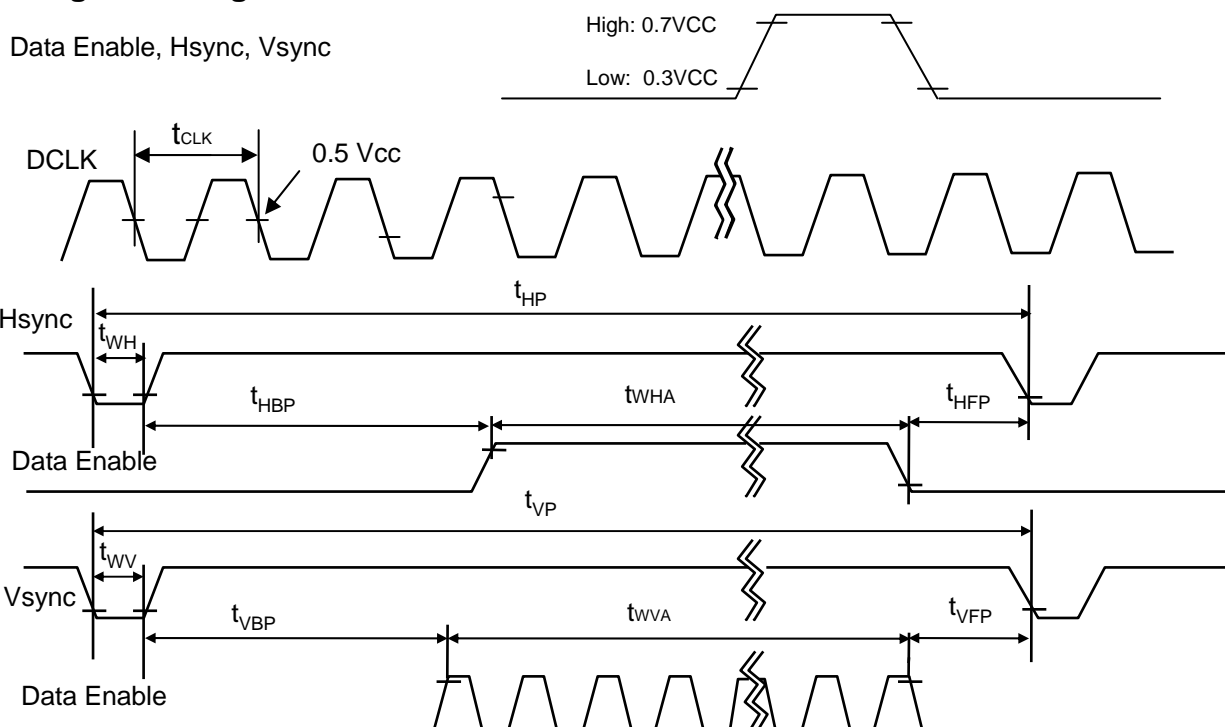 High: 0.7VCC
Data Enable, Hsync, Vsync
Low: 0.3VCC
tCLK
DCLK
0.5 Vcc
tHP
Hsync
tWH
tHBP
tWHA
tHFP
Data Enable
tVP
tWV
Vsync
tVBP
tWVA
tVFP
Data Enable